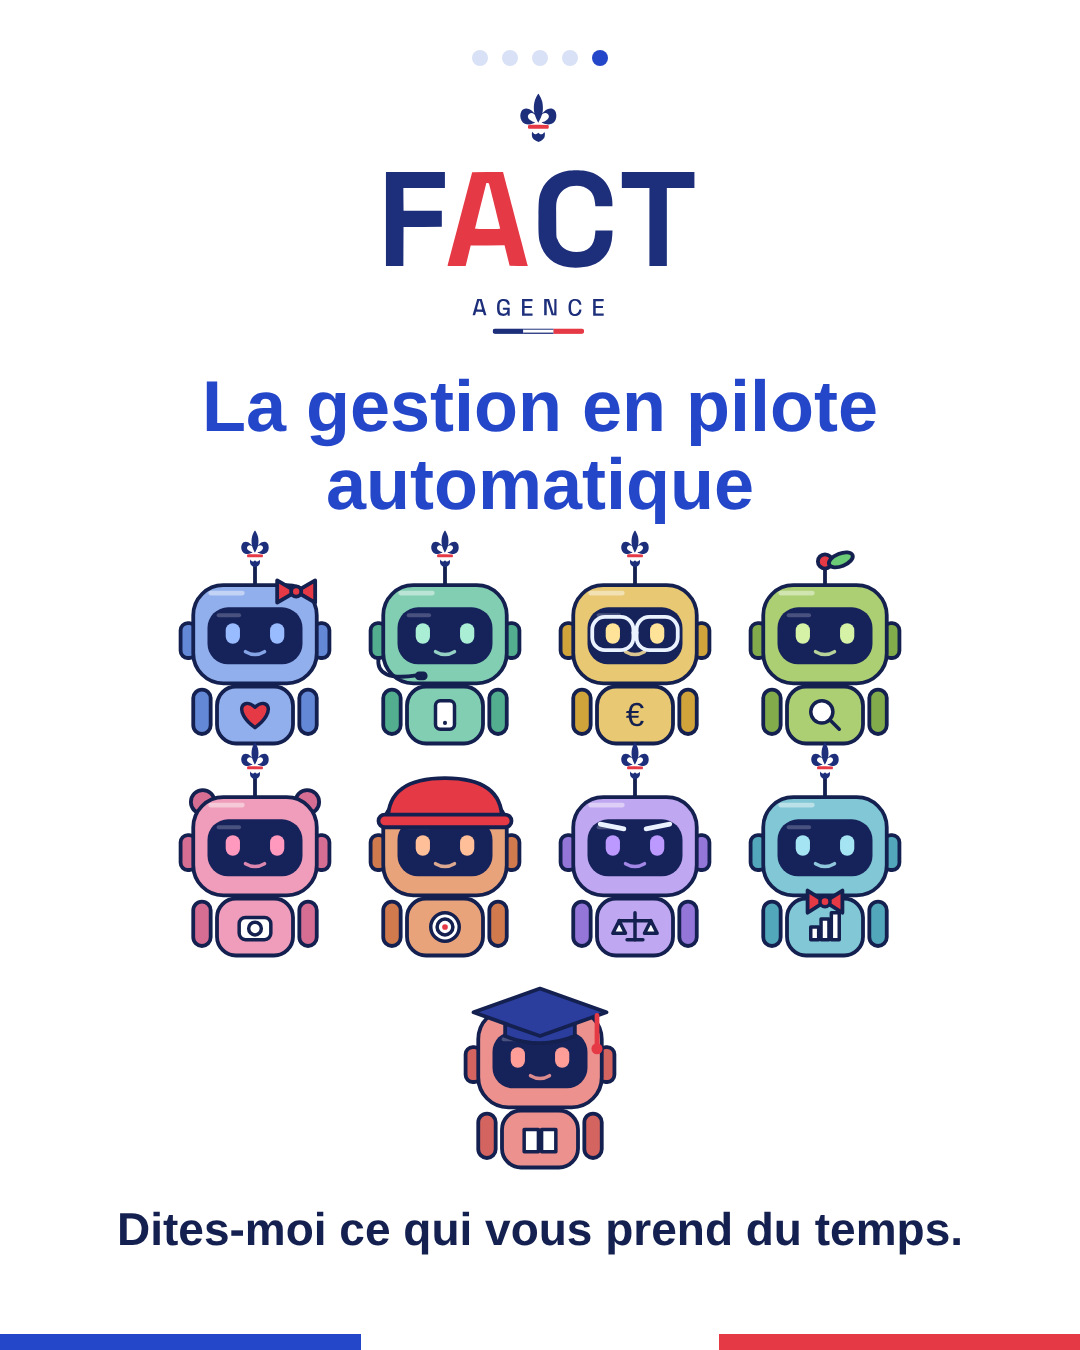 FACT
AGENCE
La gestion en pilote
automatique
€
Dites-moi ce qui vous prend du temps.